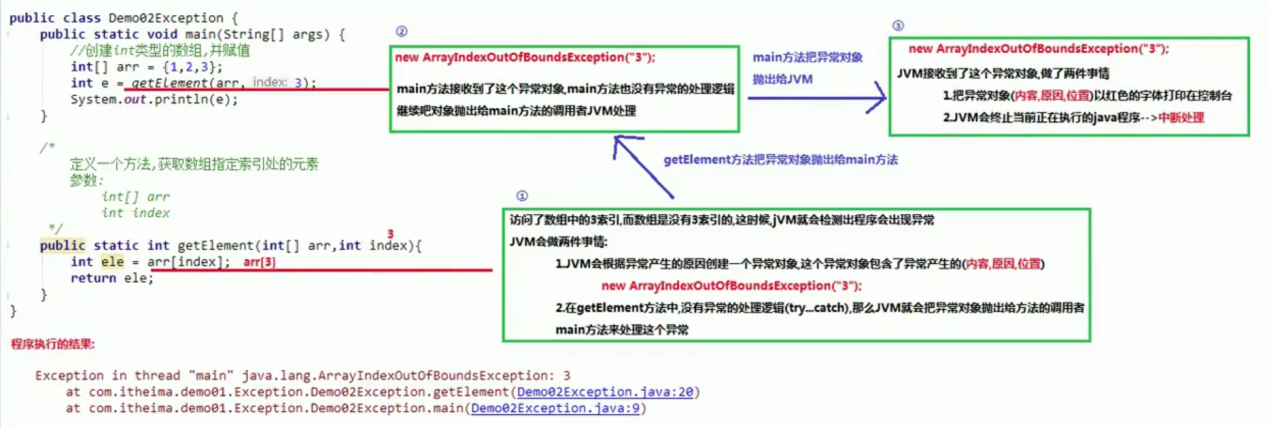 public class Demo02Exception {
public static void main(String[] args) {
//创建int类型的数组,并赋值
int[] arr = {1,2,3};
int e = getElement(arr, index: 3);
System.out.println(e);
}
/*
定义一个方法,获取数组指定索引处的元素
参数:
int[] arr
int index
*/
3
public static int getElement(int[] arr,int index){
int ele = arr[index]; arr[3]
return ele;
}
}
②
new ArrayIndexOutOfBoundsException("3");
main方法接收到了这个异常对象,main方法也没有异常的处理逻辑
继续吧对象抛出给main方法的调用者JVM处理
main方法把异常对象
抛出给JVM
③
new ArrayIndexOutOfBoundsException("3");
JVM接收到了这个异常对象,做了两件事情
1.把异常对象(内容,原因,位置)以红色的字体打印在控制台
2.JVM会终止当前正在执行的java程序-->中断处理
getElement方法把异常对象抛出给main方法
①
访问了数组中的3索引,而数组是没有3索引的,这时候,jVM就会检测出程序会出现异常
JVM会做两件事情:
1.JVM会根据异常产生的原因创建一个异常对象,这个异常对象包含了异常产生的(内容,原因,位置)
new ArrayIndexOutOfBoundsException("3");
2.在getElement方法中,没有异常的处理逻辑(try...catch),那么JVM就会把异常对象抛出给方法的调用者
main方法来处理这个异常
程序执行的结果:
Exception in thread "main" java.lang.ArrayIndexOutOfBoundsException: 3
at com.itheima.demo01.Exception.Demo02Exception.getElement(Demo02Exception.java:20)
at com.itheima.demo01.Exception.Demo02Exception.main(Demo02Exception.java:9)